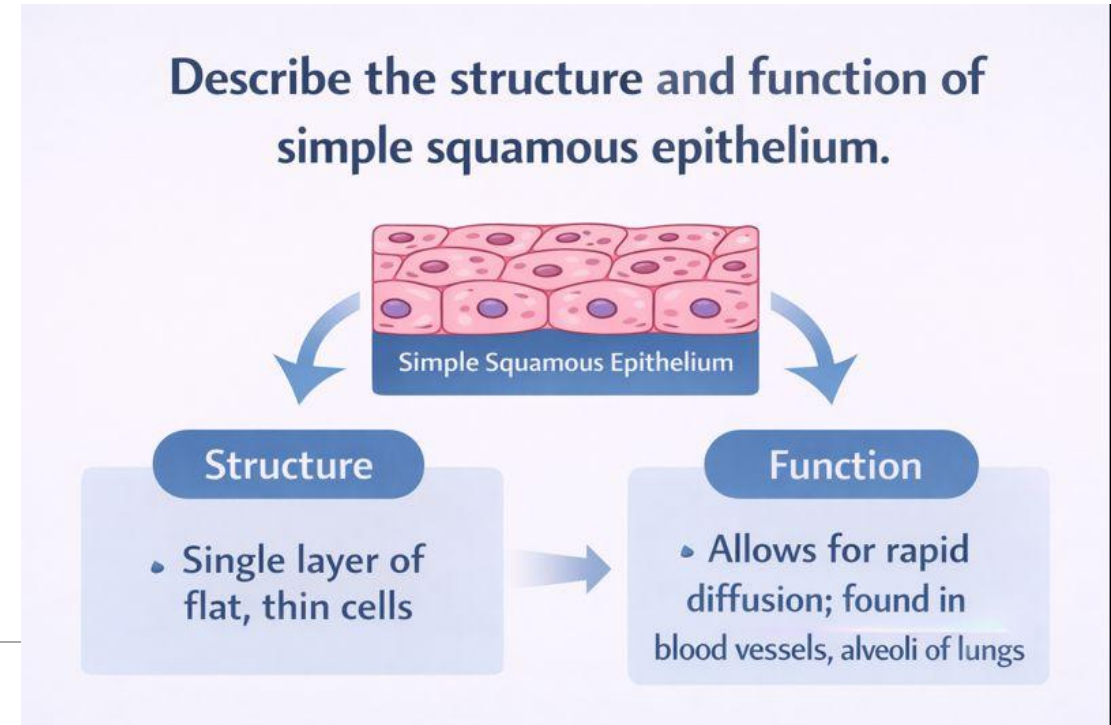 Describe the structure and function of
simple squamous epithelium.
Simple Squamous Epithelium
Structure
• Single layer of
flat, thin cells
Function
• Allows for rapid
diffusion; found in
blood vessels, alveoli of lungs